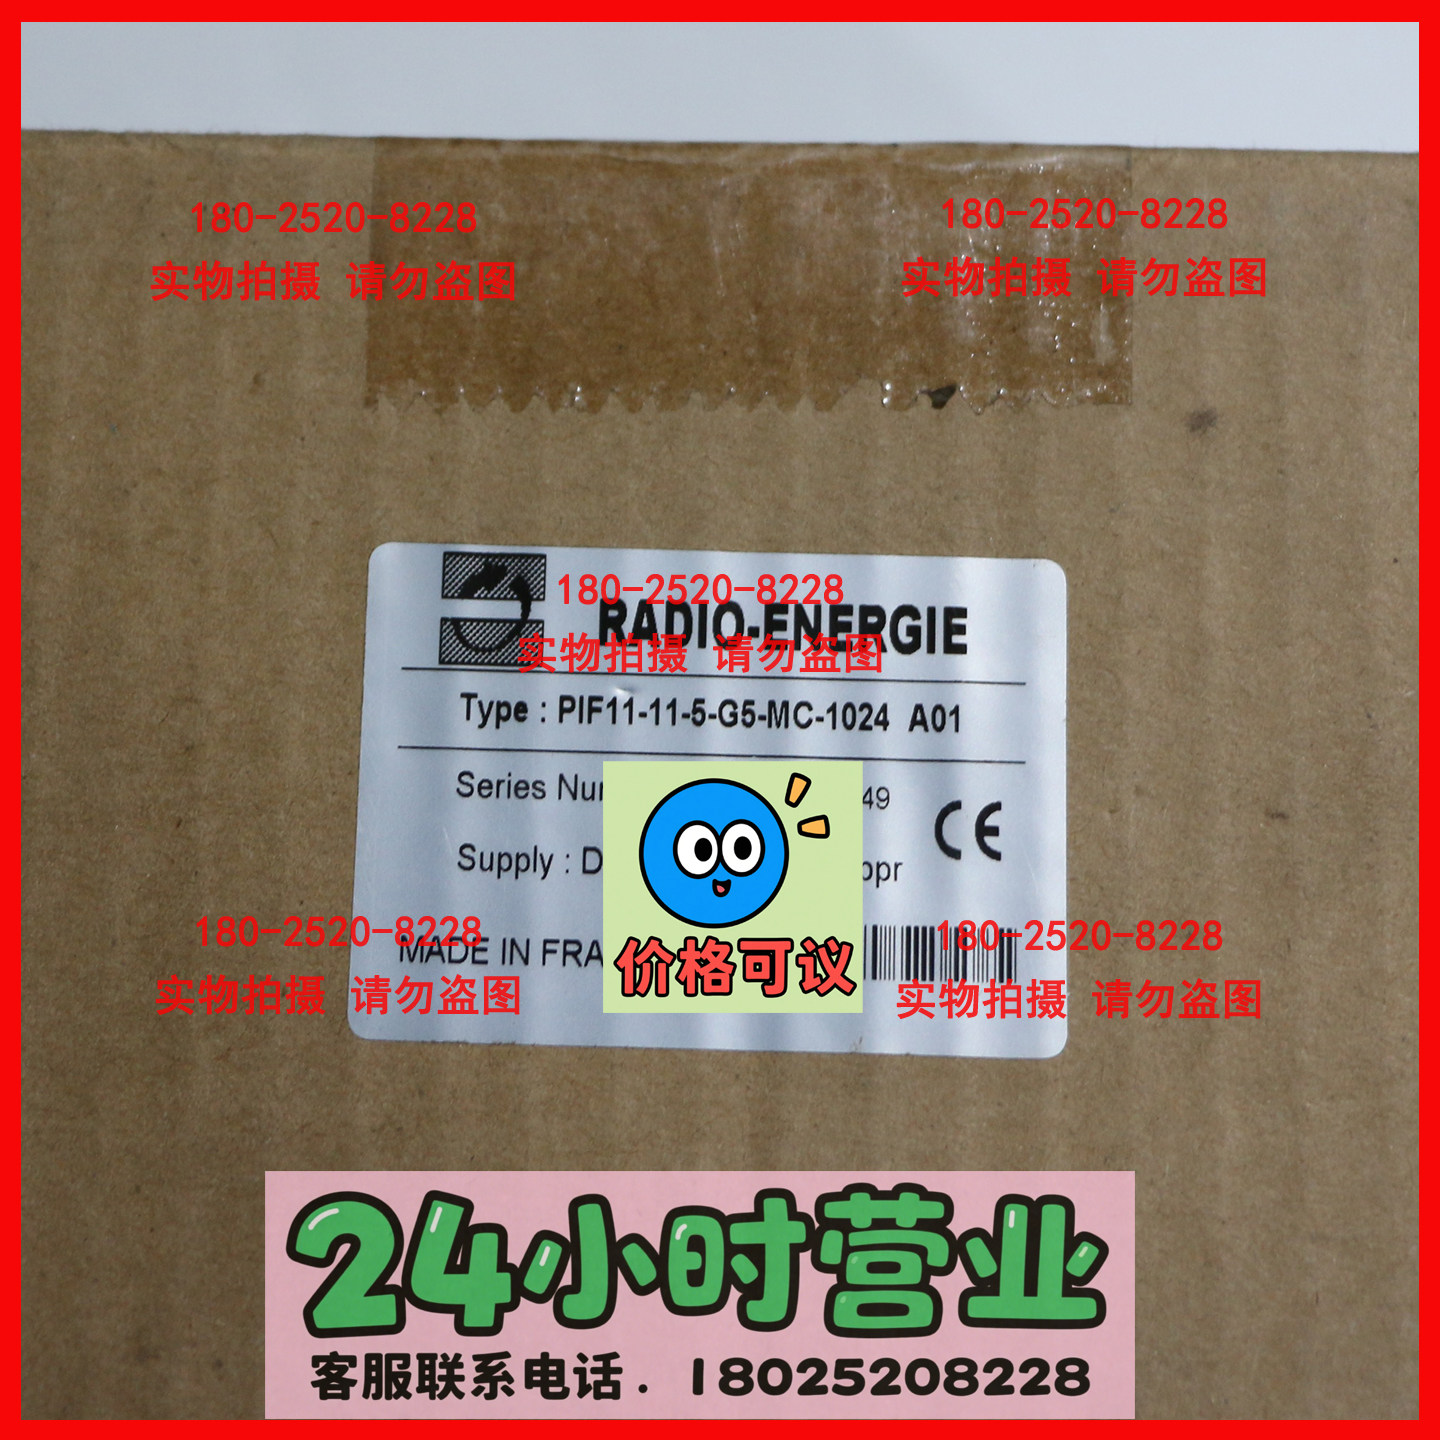 180-2520-8228
实物拍摄 请勿盗图
180-2520-8228
实物拍摄 请勿盗图
180-2520-8228
RADIO-ENERGIE
实物拍摄 请勿盗图
Type : PIF11-11-5-G5-MC-1024 A01
Series 49
CE
Supply :
180-2520-8228
MADE IN
实物拍摄 请勿盗图
价格可议
180-2520-8228
实物拍摄 请勿盗图
24小时营业
客服联系电话. 18025208228